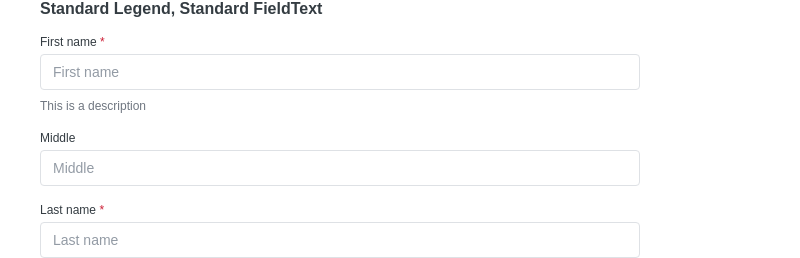 Standard Legend, Standard FieldText
First name *
First name
This is a description
Middle
Middle
Last name *
Last name